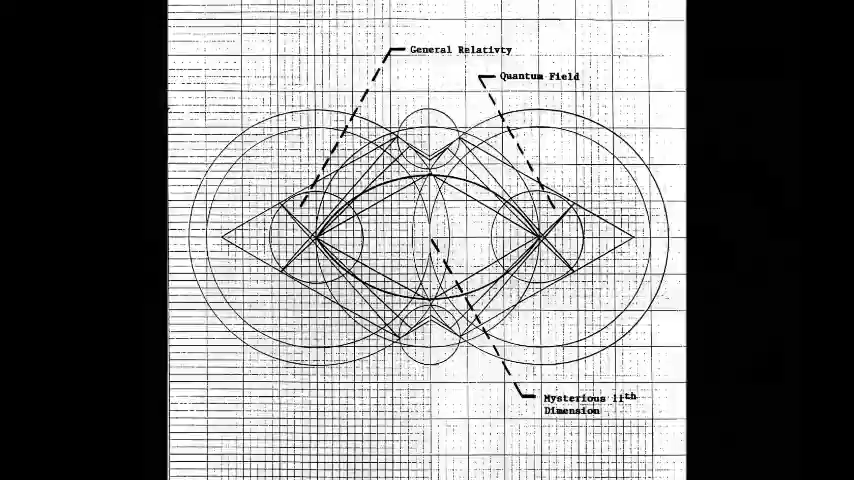 General Relativty
Quantum Field
Mysterious 11th
Dimension